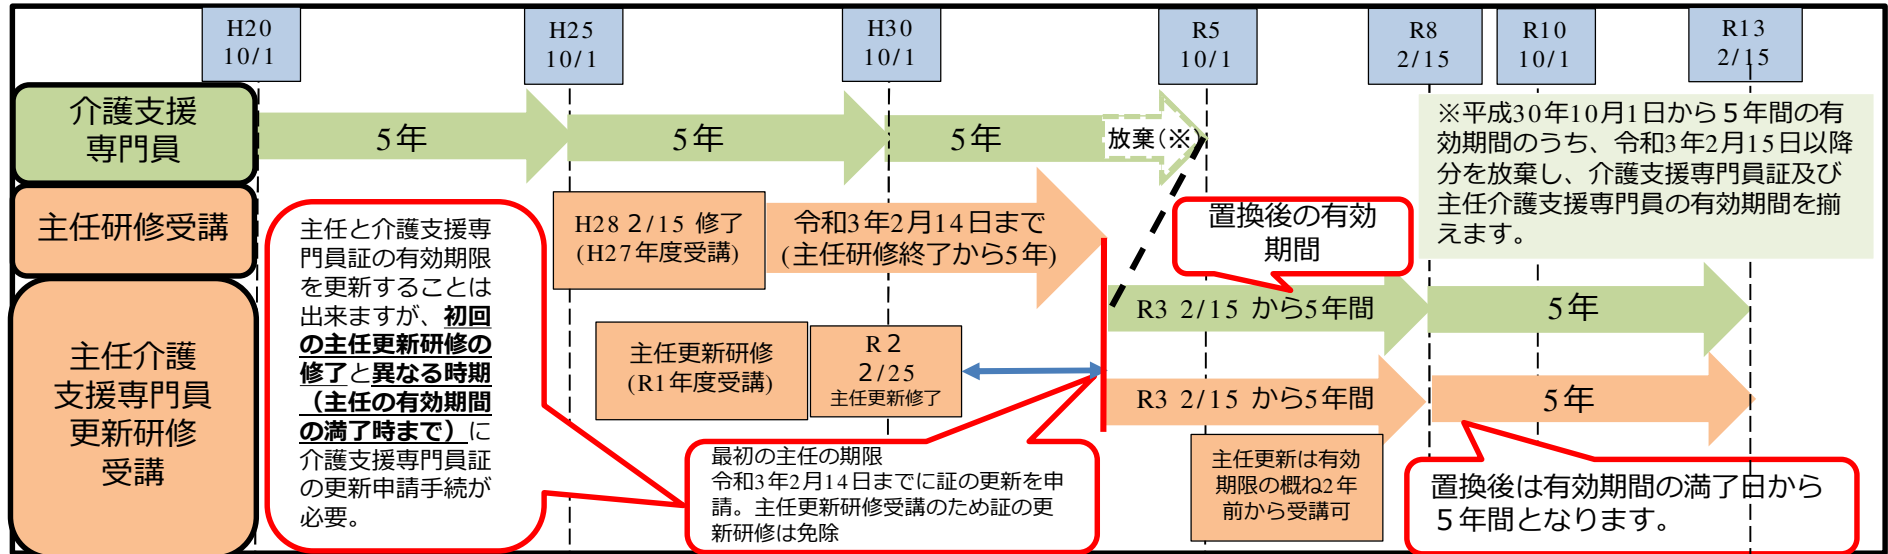 H20
10/1
H25
10/1
H30
10/1
R5
10/1
R8
2/15
R10
10/1
R13
2/15
介護支援
専門員
5年
5年
5年
放棄(※)
※平成30年10月1日から５年間の有
効期間のうち、令和3年2月15日以降
分を放棄し、介護支援専門員証及び
主任介護支援専門員の有効期間を揃
えます。
主任研修受講
H28 2/15 修了
(H27年度受講)
令和3年2月14日まで
(主任研修終了から5年)
置換後の有効
期間
主任介護
支援専門員
更新研修
受講
主任と介護支援専
門員証の有効期限
を更新することは
出来ますが、初回
の主任更新研修の
修了と異なる時期
（主任の有効期間
の満了時まで）に
介護支援専門員証
の更新申請手続が
必要。
主任更新研修
(R1年度受講)
R２
2/25
主任更新修了
R3 2/15 から5年間
5年
R3 2/15 から5年間
5年
最初の主任の期限
令和3年2月14日までに証の更新を申
請。主任更新研修受講のため証の更
新研修は免除
主任更新は有効
期限の概ね2年
前から受講可
置換後は有効期間の満了日から
５年間となります。